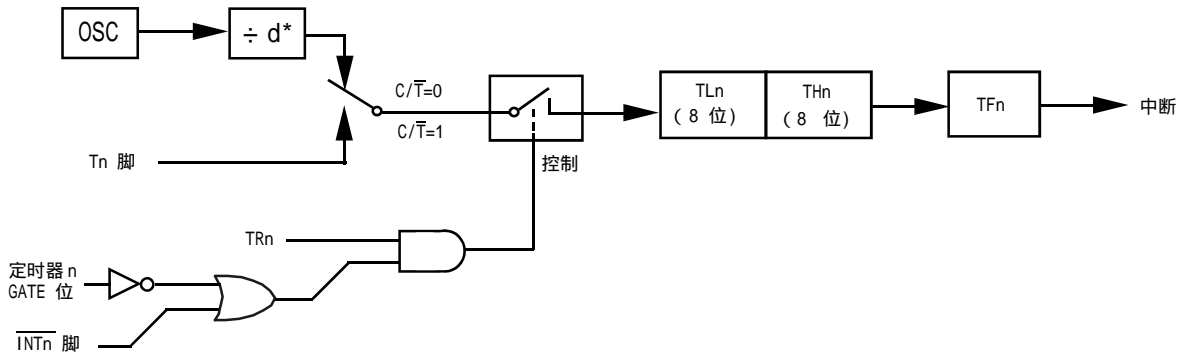 OSC
÷ d*
C/T̅=0
C/T̅=1
Tn 脚
控制
TLn
(8 位)
THn
(8 位)
TFn
中断
TRn
定时器 n
GATE 位
I̅N̅T̅n̅ 脚